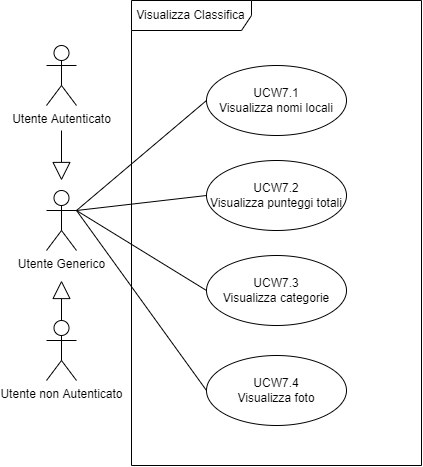 Visualizza Classifica
Utente Autenticato
UCW7.1
Visualizza nomi locali
UCW7.2
Visualizza punteggi totali
Utente Generico
UCW7.3
Visualizza categorie
Utente non Autenticato
UCW7.4
Visualizza foto